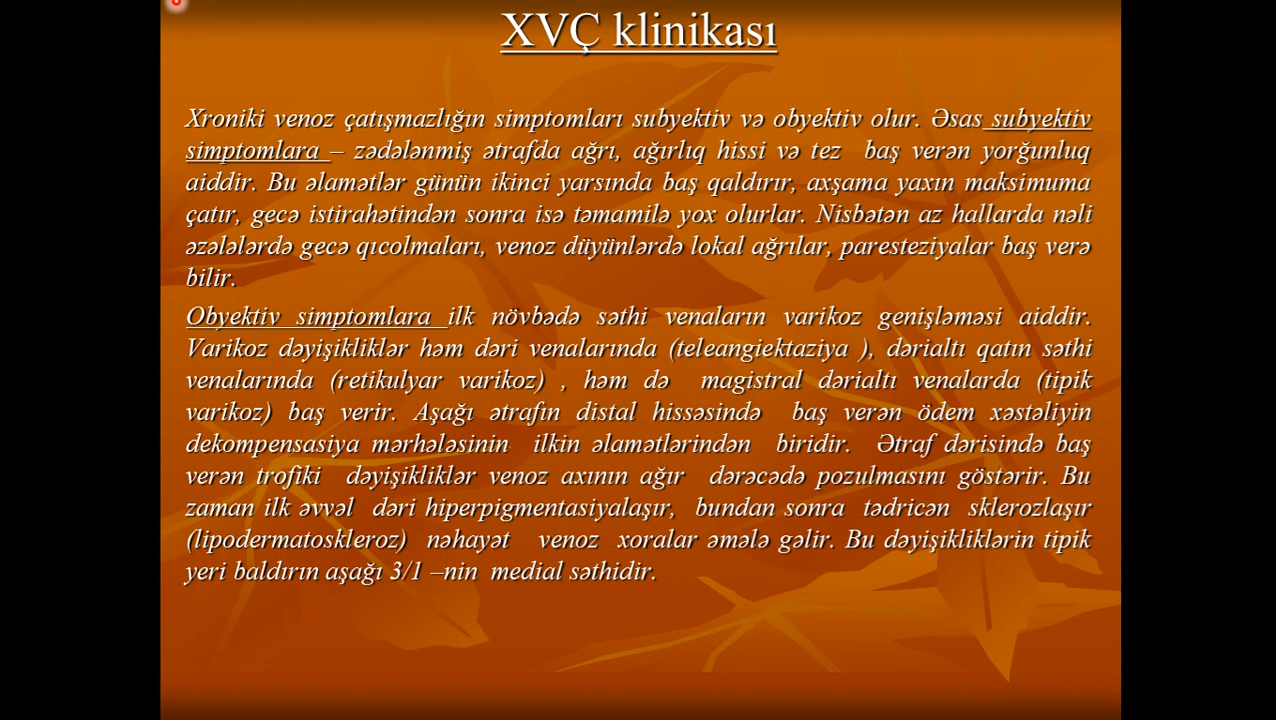 XVÇ klinikası
Xroniki venoz çatışmazlığın simptomları subyektiv və obyektiv olur. Əsas subyektiv
simptomlara – zədələnmiş ətrafda ağrı, ağırlıq hissi və tez baş verən yorğunluq
aiddir. Bu əlamətlər günün ikinci yarsında baş qaldırır, axşama yaxın maksimuma
çatır, gecə istirahətindən sonra isə təmamilə yox olurlar. Nisbətən az hallarda nəli
əzələlərdə gecə qıcolmaları, venoz düyünlərdə lokal ağrılar, paresteziyalar baş verə
bilir.
Obyektiv simptomlara ilk növbədə səthi venaların varikoz genişləməsi aiddir.
Varikoz dəyişikliklər həm dəri venalarında (teleangiektaziya ), dərialtı qatın səthi
venalarında (retikulyar varikoz) , həm də magistral dərialtı venalarda (tipik
varikoz) baş verir. Aşağı ətrafın distal hissəsində baş verən ödem xəstəliyin
dekompensasiya mərhələsinin ilkin əlamətlərindən biridir. Ətraf dərisində baş
verən trofiki dəyişikliklər venoz axının ağır dərəcədə pozulmasını göstərir. Bu
zaman ilk əvvəl dəri hiperpigmentasiyalaşır, bundan sonra tədricən sklerozlaşır
(lipodermatoskleroz) nəhayət venoz xoralar əmələ gəlir. Bu dəyişikliklərin tipik
yeri baldırın aşağı 3/1 –nin medial səthidir.